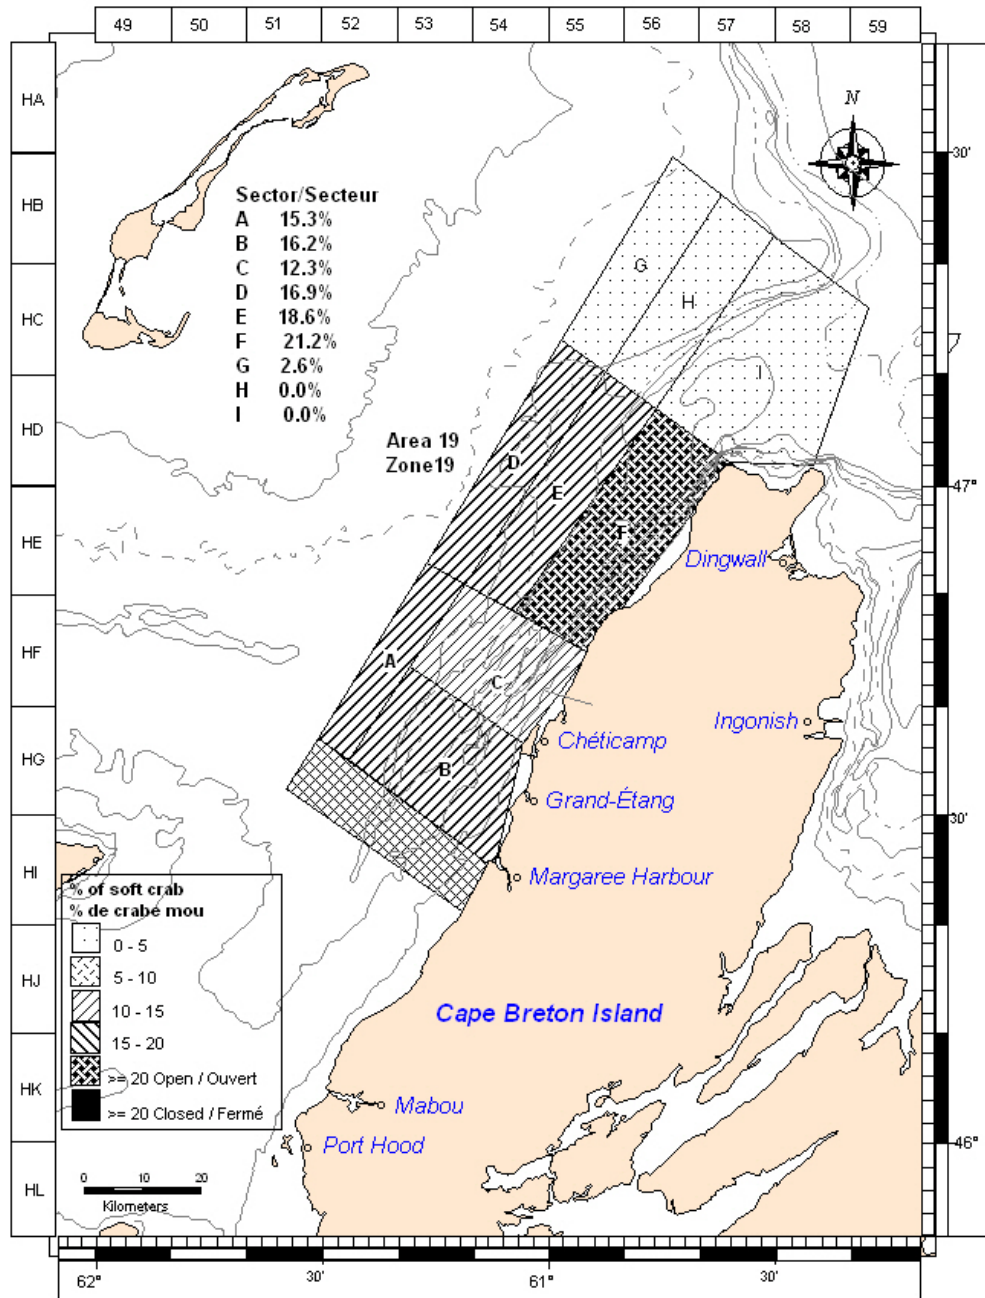 49 50 51 52 53 54 55 56 57 58 59
HA
HB
HC
HD
HE
HF
HG
HI
HJ
HK
HL
N
30'
47°
30'
46°
Sector/Secteur
A 15.3%
B 16.2%
C 12.3%
D 16.9%
E 18.6%
F 21.2%
G 2.6%
H 0.0%
I 0.0%
Area 19
Zone19
G
H
I
D
E
F
A
C
B
Dingwall
Ingonish
Chéticamp
Grand-Étang
Margaree Harbour
Cape Breton Island
Mabou
Port Hood
% of soft crab
% de crabe mou
0 - 5
5 - 10
10 - 15
15 - 20
>= 20 Open / Ouvert
>= 20 Closed / Fermé
0 10 20
Kilometers
62° 30' 61° 30'